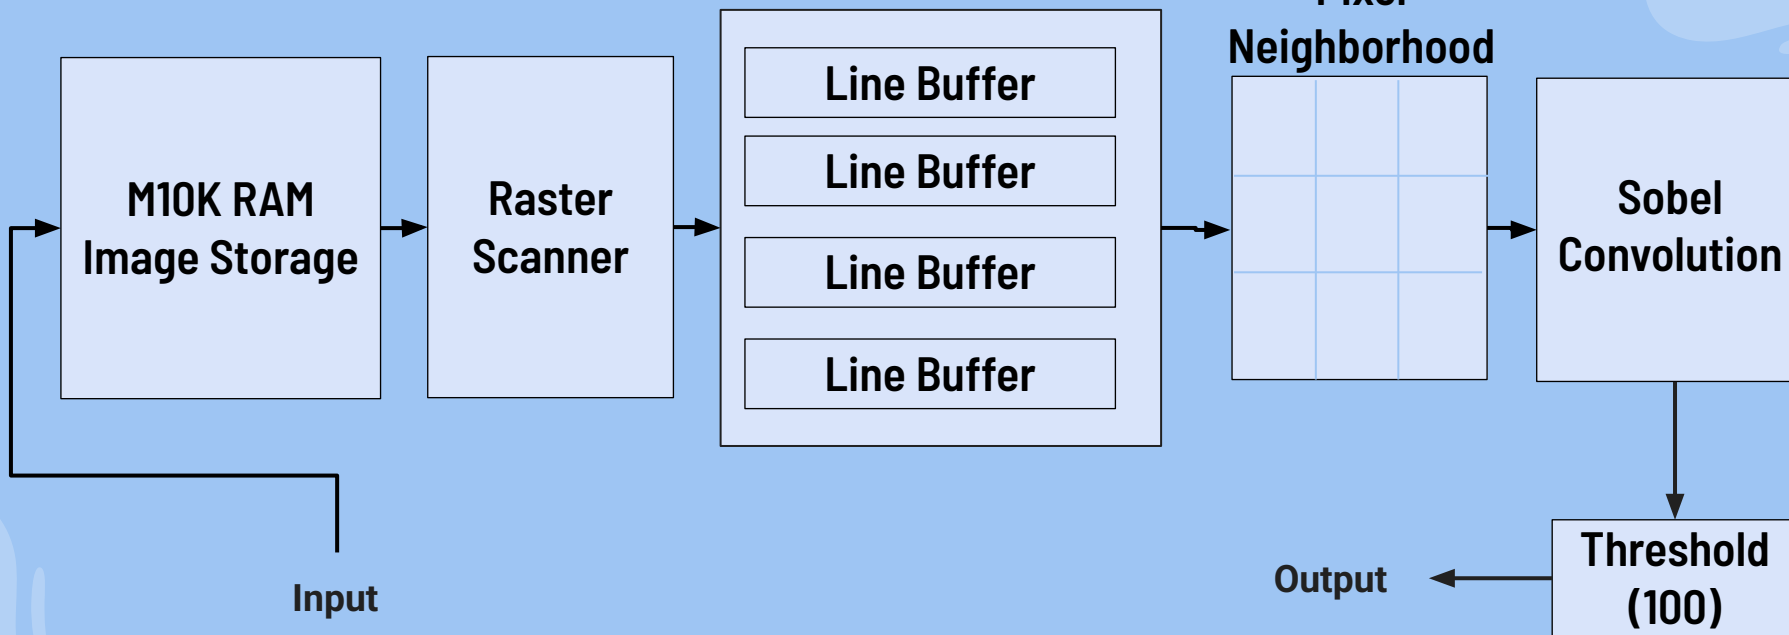 M10K RAM
Image Storage
Raster
Scanner
Line Buffer
Line Buffer
Line Buffer
Line Buffer
Neighborhood
Sobel
Convolution
Threshold
(100)
Input
Output